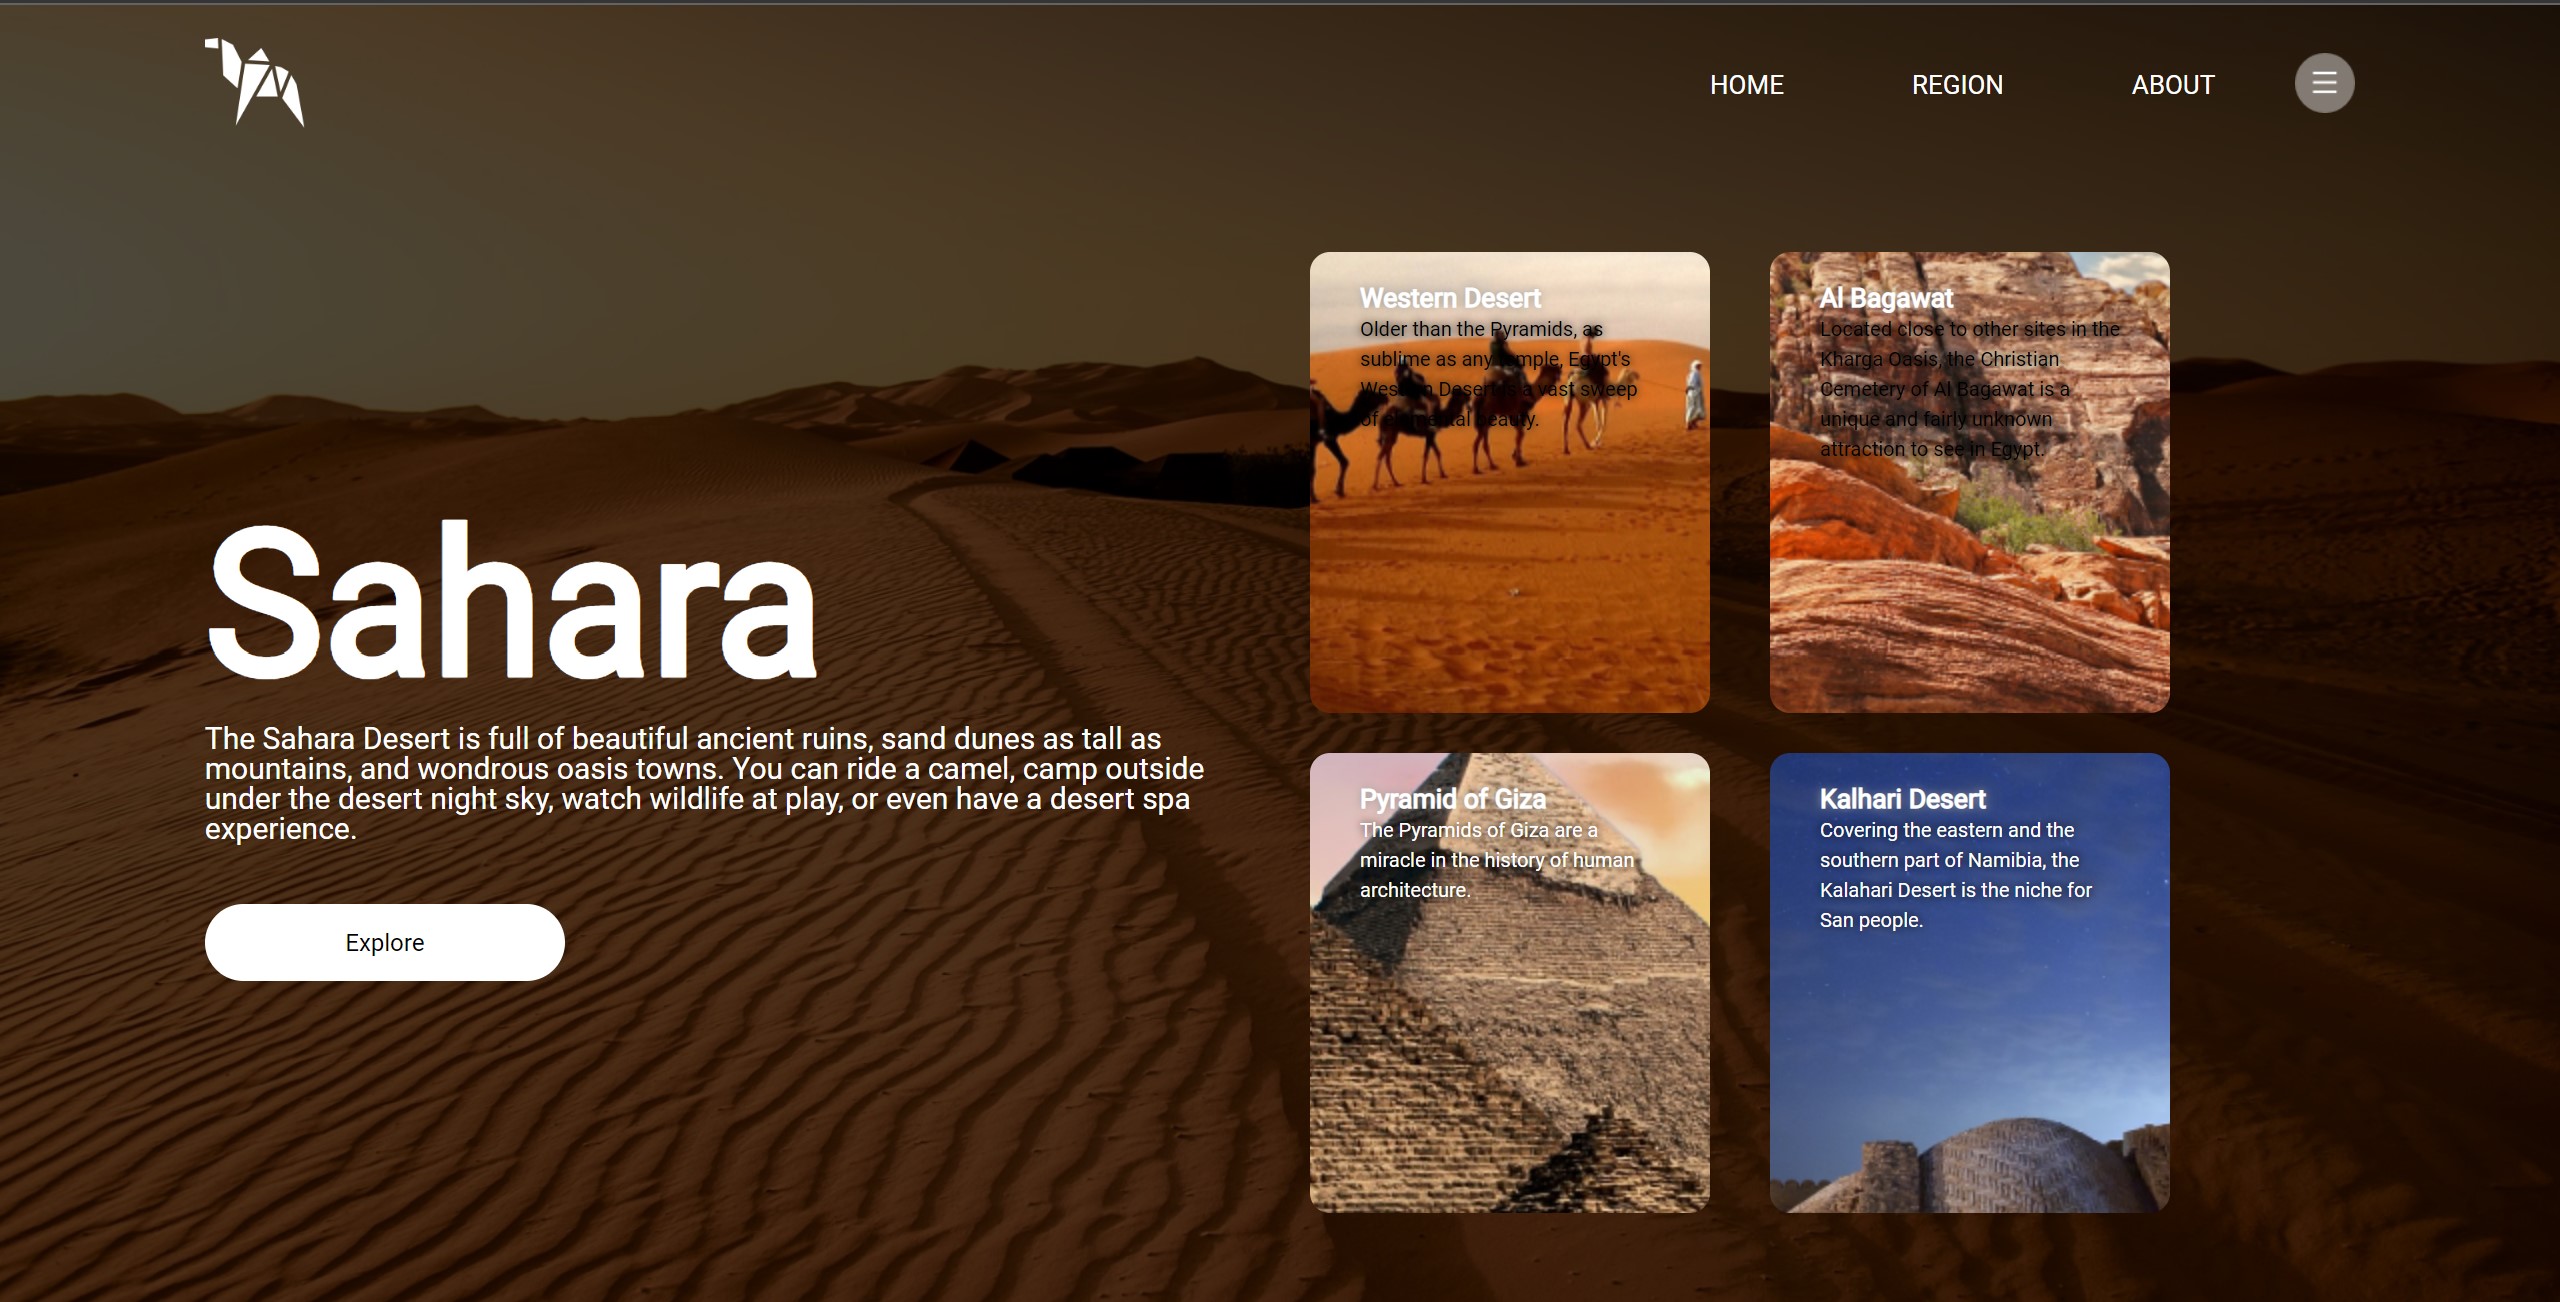 HOME REGION ABOUT
Sahara
The Sahara Desert is full of beautiful ancient ruins, sand dunes as tall as
mountains, and wondrous oasis towns. You can ride a camel, camp outside
under the desert night sky, watch wildlife at play, or even have a desert spa
experience.
Explore
Western Desert
Older than the Pyramids, as
sublime as any temple, Egypt's
Western Desert is a vast sweep
of elemental beauty.
Al Bagawat
Located close to other sites in the
Kharga Oasis, the Christian
Cemetery of Al Bagawat is a
unique and fairly unknown
attraction to see in Egypt.
Pyramid of Giza
The Pyramids of Giza are a
miracle in the history of human
architecture.
Kalhari Desert
Covering the eastern and the
southern part of Namibia, the
Kalahari Desert is the niche for
San people.